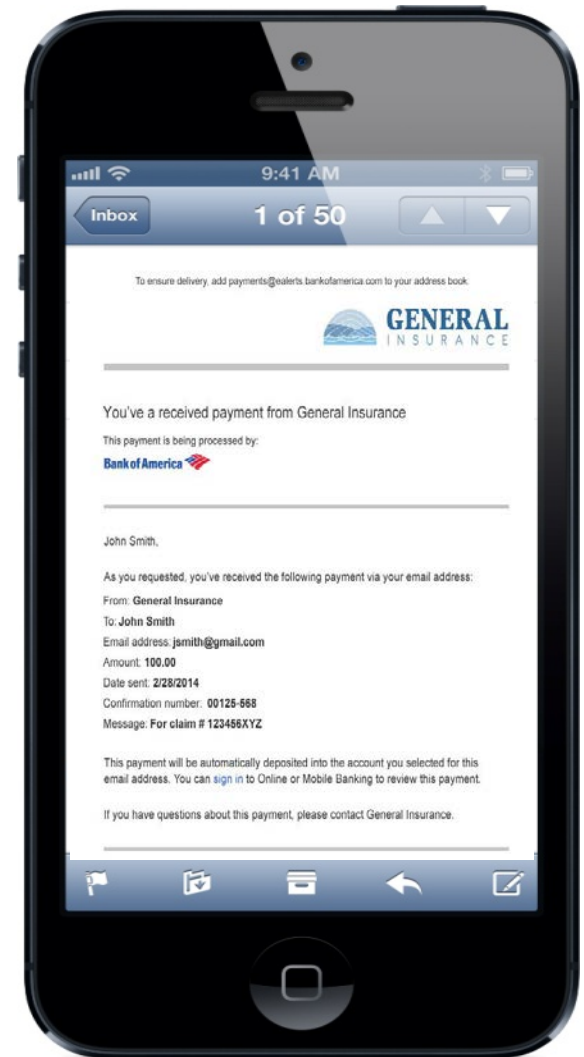 9:41 AM
Inbox
1 of 50
To ensure delivery, add payments@ealerts.bankofamerica.com to your address book.
GENERAL
INSURANCE
You've a received payment from General Insurance
This payment is being processed by:
Bank of America
John Smith,
As you requested, you've received the following payment via your email address:
From: General Insurance
To: John Smith
Email address: jsmith@gmail.com
Amount: 100.00
Date sent: 2/28/2014
Confirmation number: 00125-568
Message: For claim # 123456XYZ
This payment will be automatically deposited into the account you selected for this
email address. You can sign in to Online or Mobile Banking to review this payment.
If you have questions about this payment, please contact General Insurance.